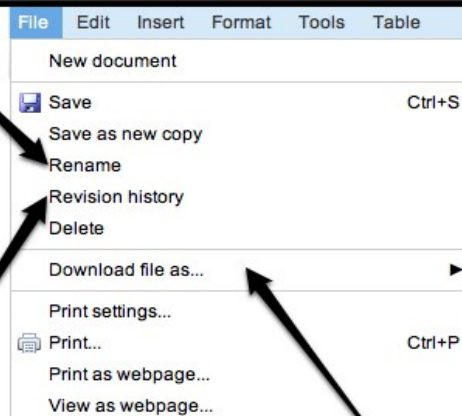 File Edit Insert Format Tools Table
New document
Save Ctrl+S
Save as new copy
Rename
Revision history
Delete
Download file as...
Print settings...
Print... Ctrl+P
Print as webpage...
View as webpage...